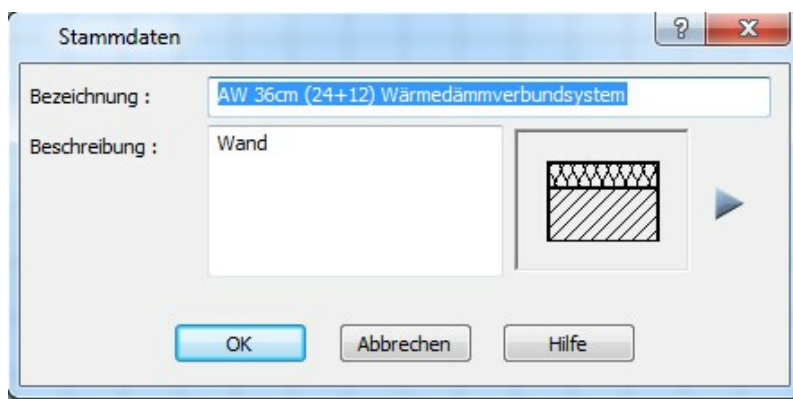 Stammdaten
Bezeichnung :
AW 36cm (24+12) Wärmedämmverbundsystem
Beschreibung :
Wand
OK
Abbrechen
Hilfe